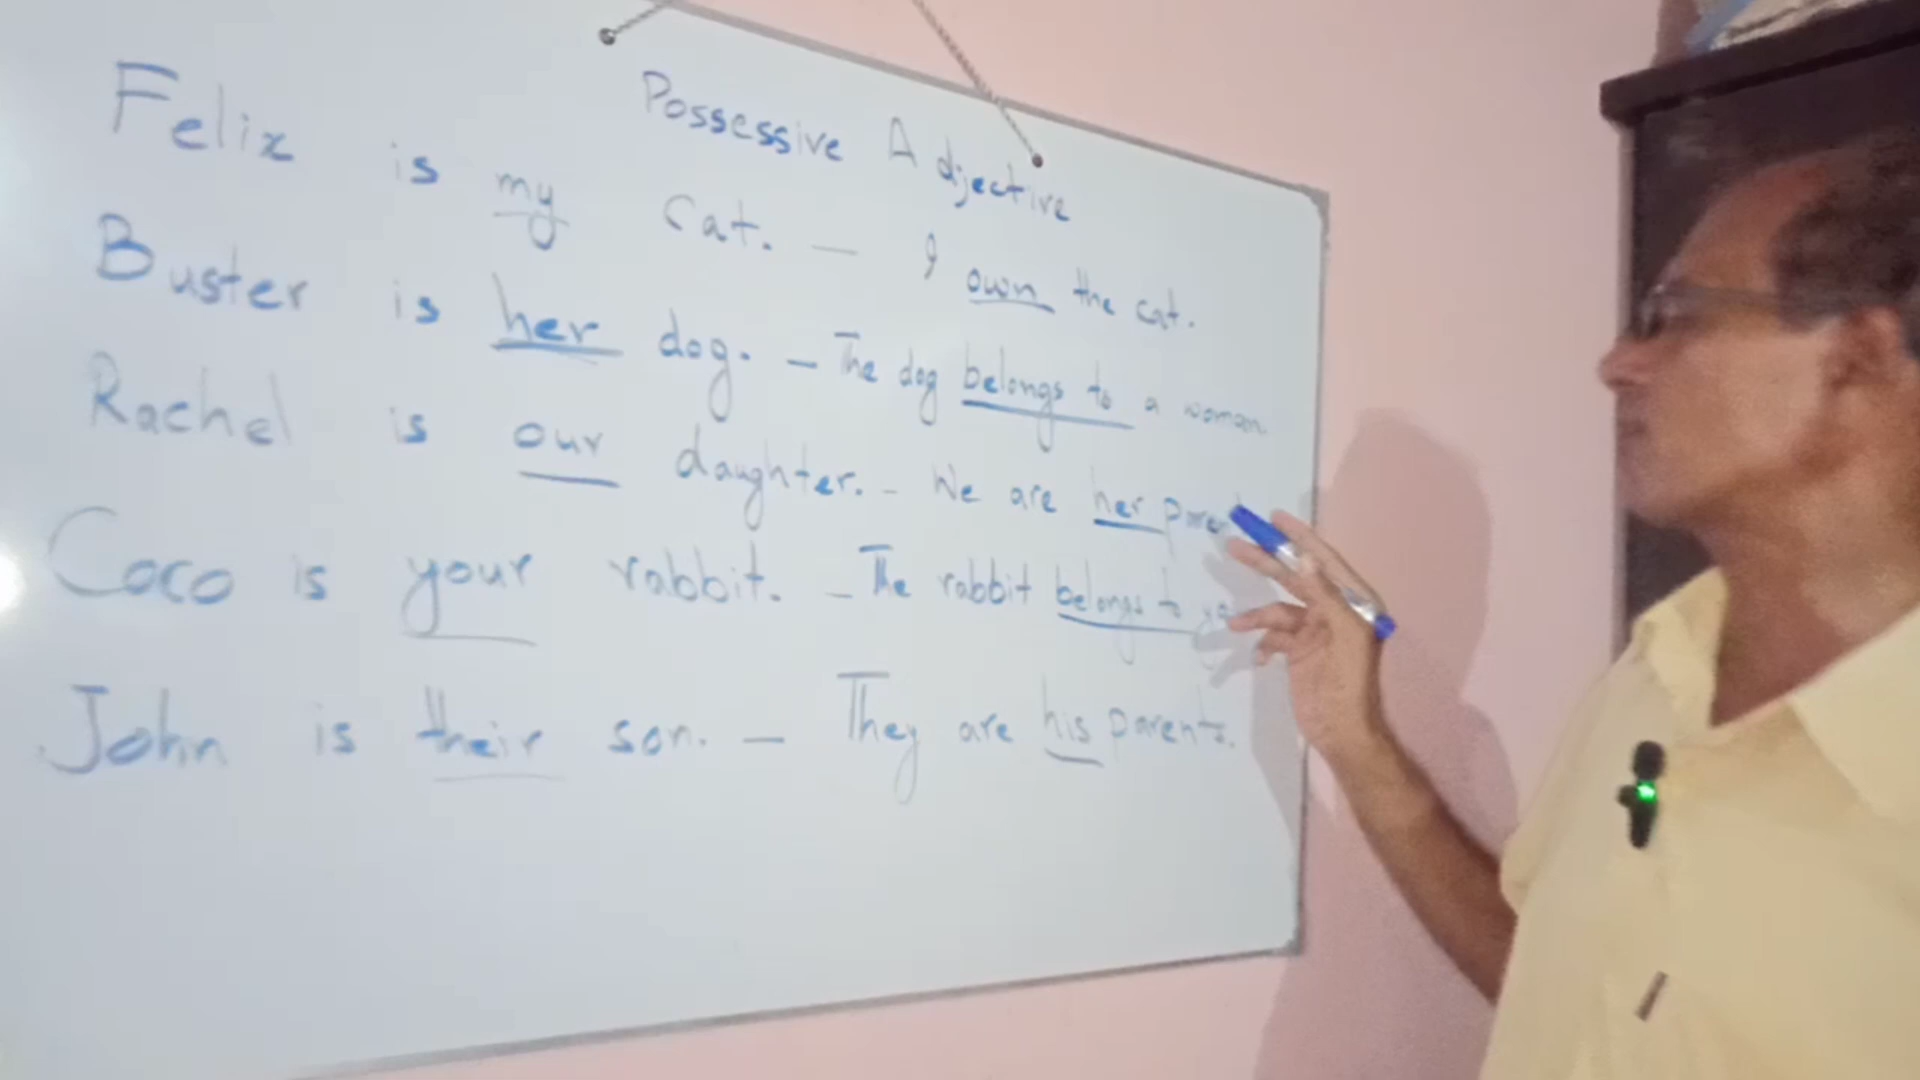 Possessive Adjective
Felix is my cat. — I own the cat.
Buster is her dog. — The dog belongs to a woman.
Rachel is our daughter. - We are her
Coco is your rabbit. - The rabbit belongs to
John is their son. — They are his parents.